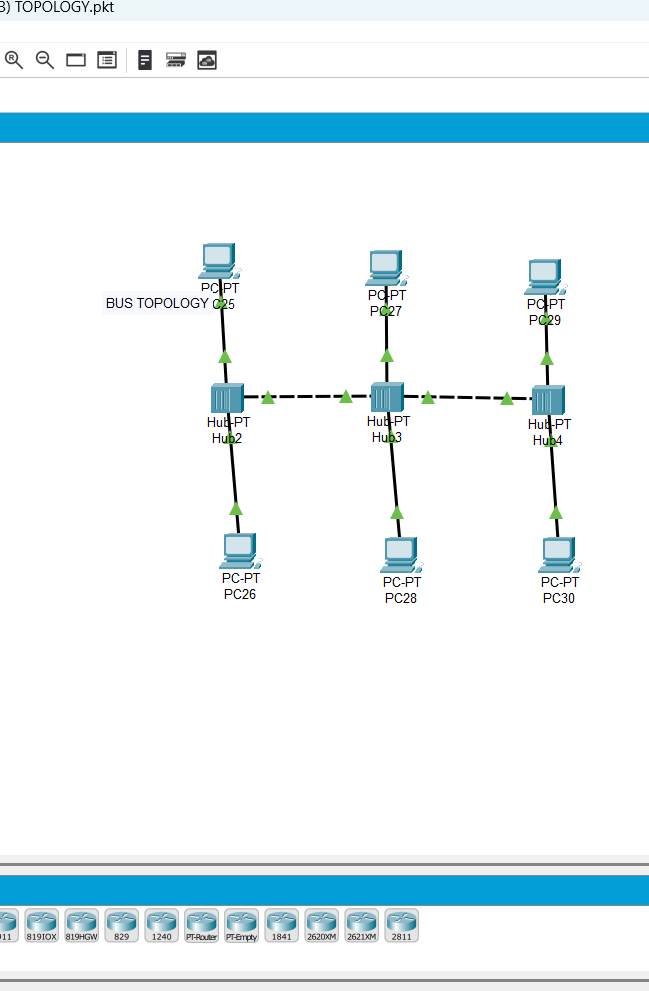 3) TOPOLOGY.pkt
PC-PT
PC-PT
PC27
PC-PT
PC29
BUS TOPOLOGY C25
Hub-PT
Hub2
Hub-PT
Hub3
Hub-PT
Hub4
PC-PT
PC26
PC-PT
PC28
PC-PT
PC30
911 819IOX 819HGW 829 1240 PT-Router PT-Empty 1841 2620XM 2621XM 2811